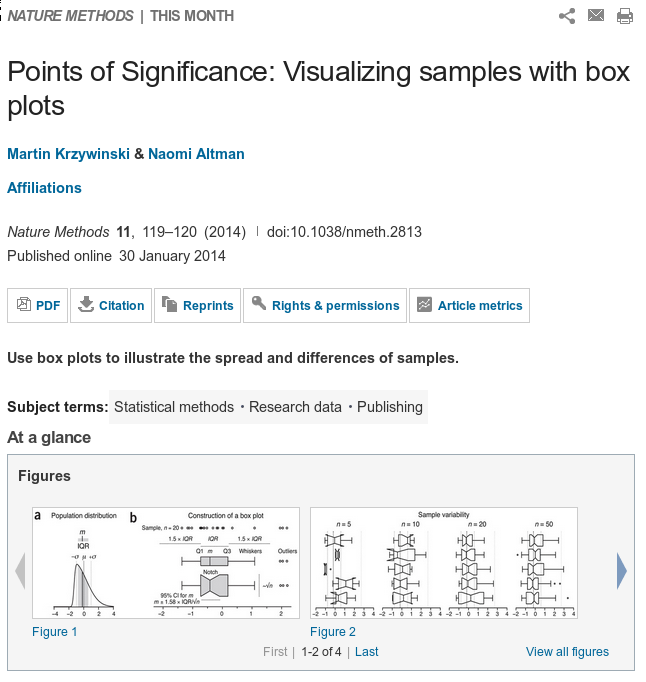 NATURE METHODS | THIS MONTH
Points of Significance: Visualizing samples with box
plots
Martin Krzywinski & Naomi Altman
Affiliations
Nature Methods 11, 119–120 (2014) | doi:10.1038/nmeth.2813
Published online 30 January 2014
PDF Citation Reprints Rights & permissions Article metrics
Use box plots to illustrate the spread and differences of samples.
Subject terms: Statistical methods • Research data • Publishing
At a glance
Figures
a Population distribution
m
IQR
−σ μ +σ
−4 −2 0 2 4
b Construction of a box plot
Sample, n = 20
1.5 × IQR IQR 1.5 × IQR
Q1 m Q3 Whiskers Outliers
Notch
95% CI for m
m ± 1.58 × IQR/√n
~√n
−2 −1 0 1 2
Sample variability
n = 5 n = 10 n = 20 n = 50
−2 −1 0 1 2 3 4 −2 −1 0 1 2 3 4 −2 −1 0 1 2 3 4 −2 −1 0 1 2 3 4
Figure 1 Figure 2
First | 1-2 of 4 | Last View all figures